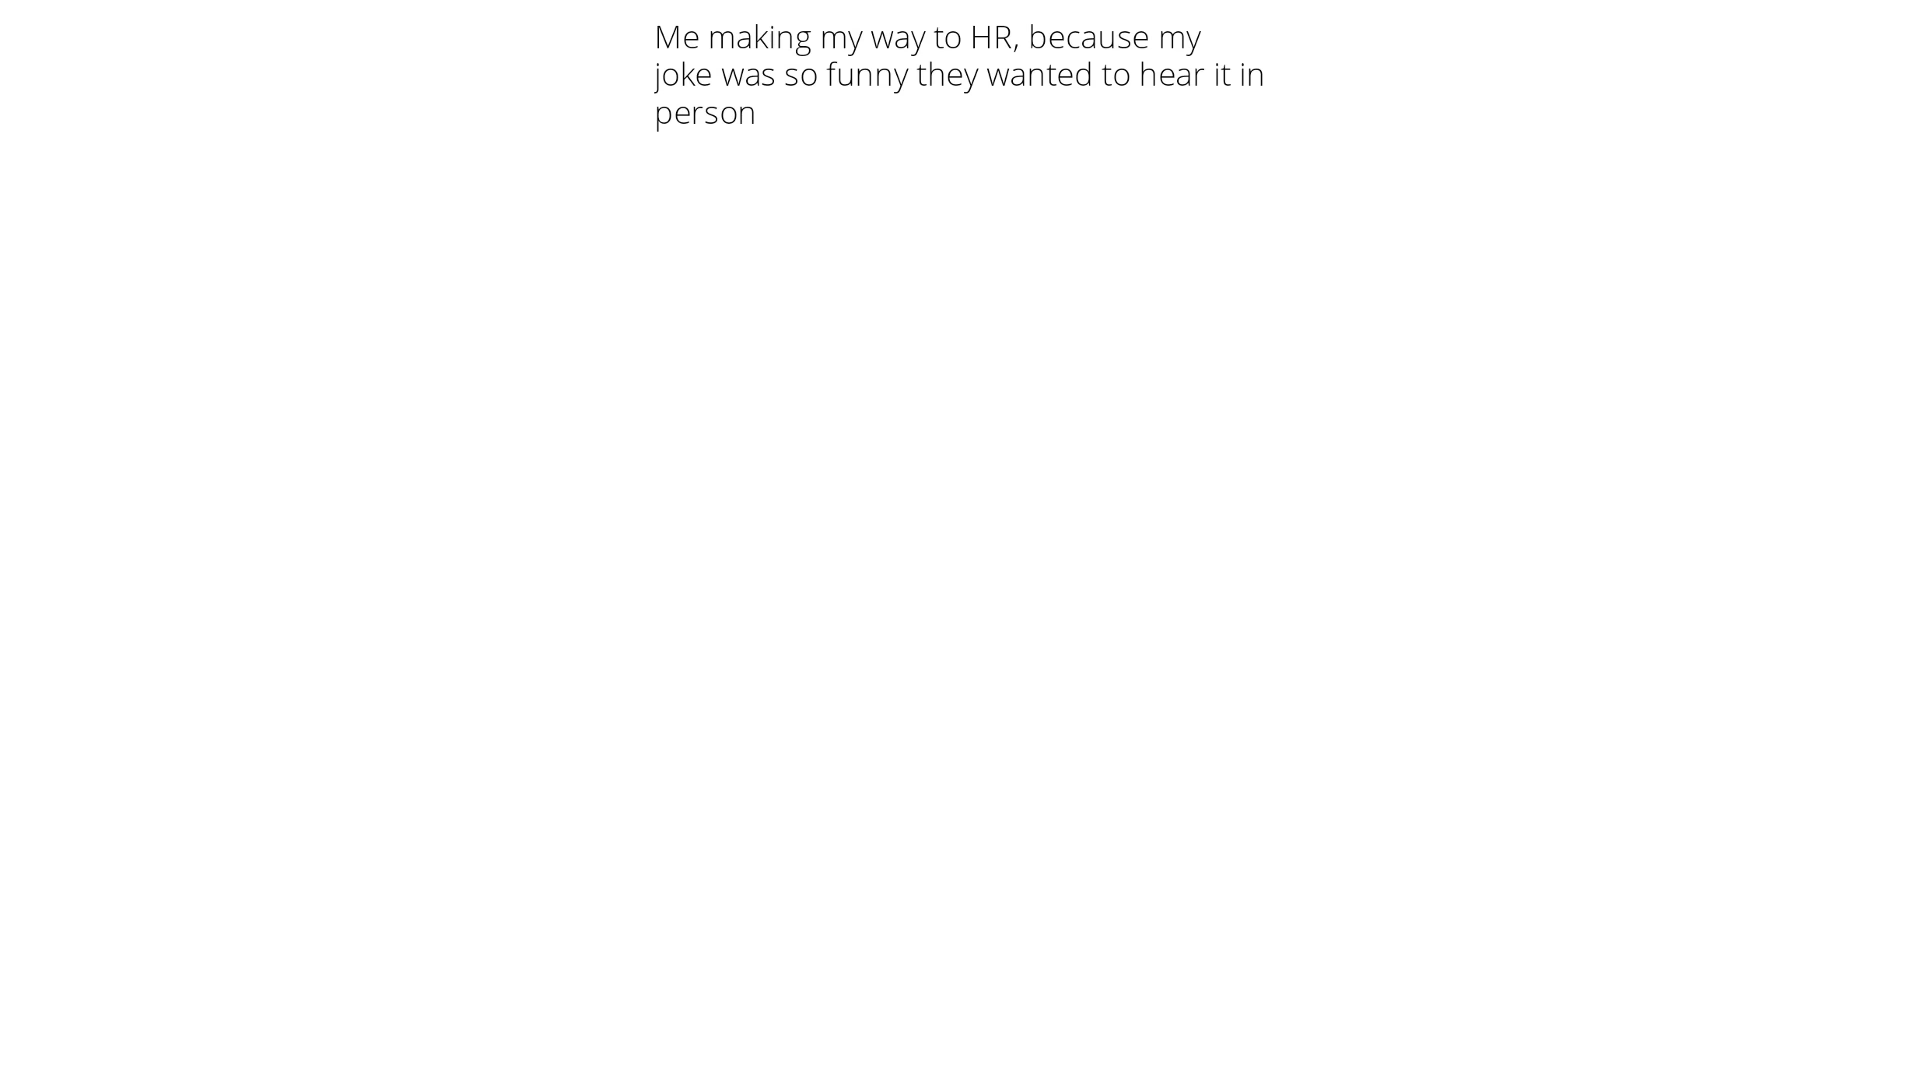 Me making my way to HR, because my
joke was so funny they wanted to hear it in
person